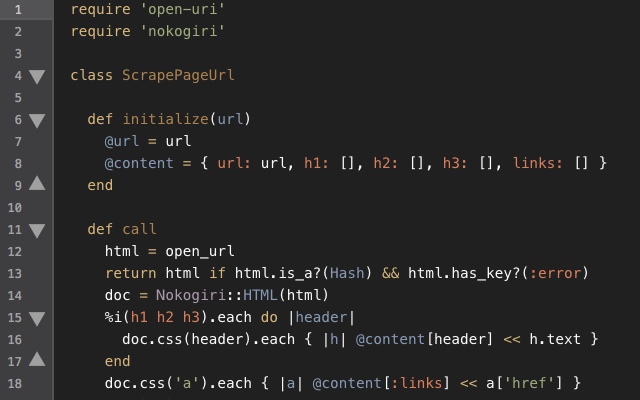 1 require 'open-uri'
2 require 'nokogiri'
3
4 class ScrapePageUrl
5
6   def initialize(url)
7     @url = url
8     @content = { url: url, h1: [], h2: [], h3: [], links: [] }
9   end
10
11   def call
12     html = open_url
13     return html if html.is_a?(Hash) && html.has_key?(:error)
14     doc = Nokogiri::HTML(html)
15     %i(h1 h2 h3).each do |header|
16       doc.css(header).each { |h| @content[header] << h.text }
17     end
18     doc.css('a').each { |a| @content[:links] << a['href'] }